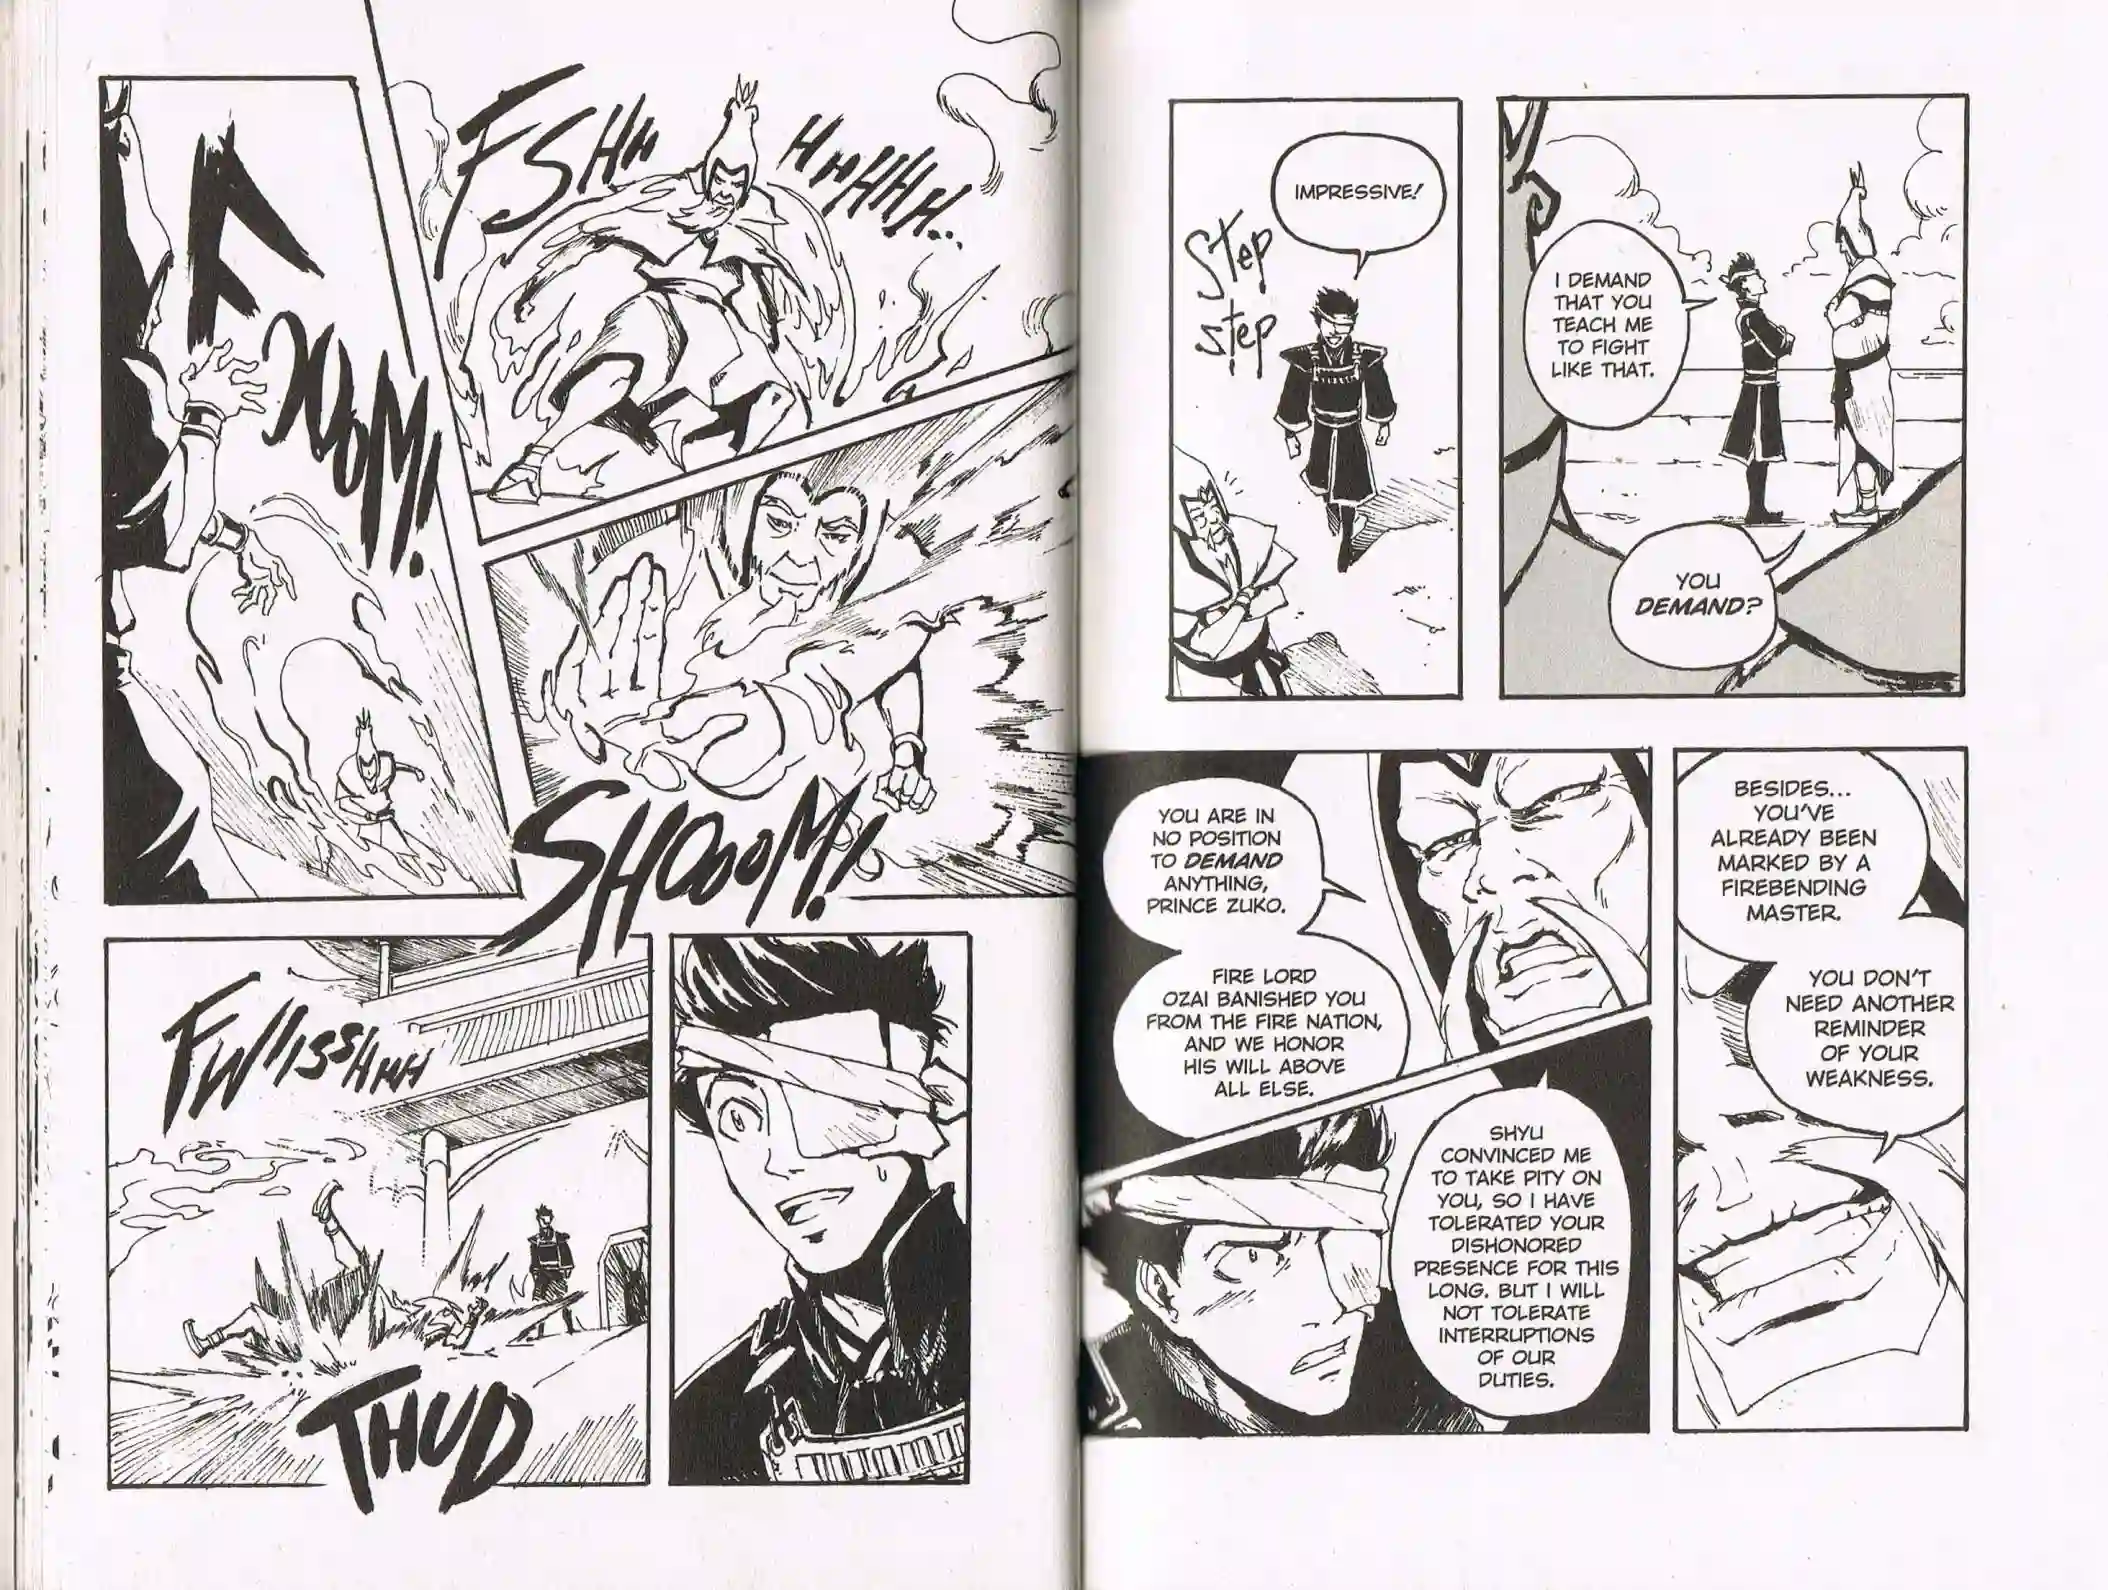 FSHH
HHHHH...
FWOOOM!
SHOOOM!
FWIISSHHH
THUD
Step
step
IMPRESSIVE!
I DEMAND
THAT YOU
TEACH ME
TO FIGHT
LIKE THAT.
YOU
DEMAND?
YOU ARE IN
NO POSITION
TO DEMAND
ANYTHING,
PRINCE ZUKO.
FIRE LORD
OZAI BANISHED YOU
FROM THE FIRE NATION,
AND WE HONOR
HIS WILL ABOVE
ALL ELSE.
SHYU
CONVINCED ME
TO TAKE PITY ON
YOU, SO I HAVE
TOLERATED YOUR
DISHONORED
PRESENCE FOR THIS
LONG. BUT I WILL
NOT TOLERATE
INTERRUPTIONS
OF OUR
DUTIES.
BESIDES...
YOU'VE
ALREADY BEEN
MARKED BY A
FIREBENDING
MASTER.
YOU DON'T
NEED ANOTHER
REMINDER
OF YOUR
WEAKNESS.